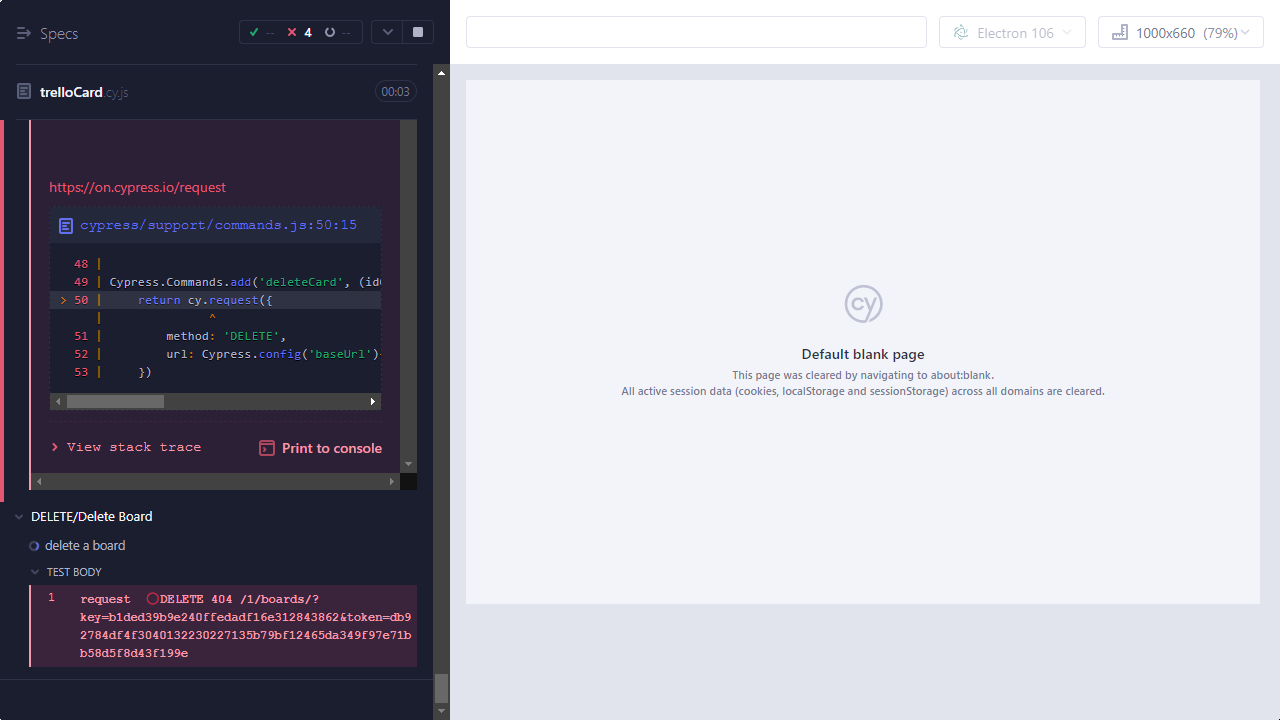 Specs
-- 4 --
Electron 106
1000x660 (79%)
trelloCard.cy.js
00:03
https://on.cypress.io/request
cypress/support/commands.js:50:15
48 |
49 | Cypress.Commands.add('deleteCard', (id
> 50 | return cy.request({
| ^
51 | method: 'DELETE',
52 | url: Cypress.config('baseUrl')
53 | })
> View stack trace
Print to console
DELETE/Delete Board
delete a board
TEST BODY
1 request DELETE 404 /1/boards/?
key=b1ded39b9e240ffedadf16e312843862&token=db9
2784df4f3040132230227135b79bf12465da349f97e71b
b58d5f8d43f199e
cy
Default blank page
This page was cleared by navigating to about:blank.
All active session data (cookies, localStorage and sessionStorage) across all domains are cleared.